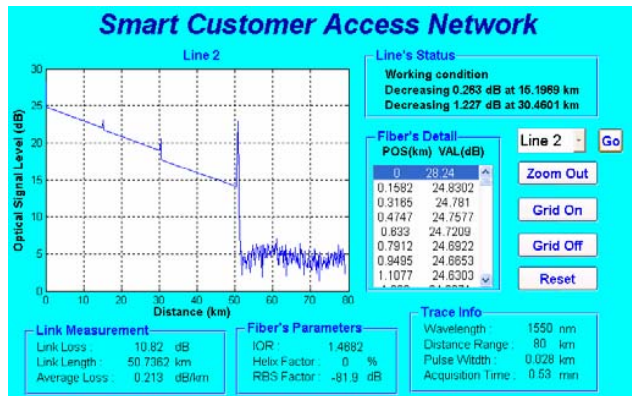 Smart Customer Access Network
Line 2
30
25
20
15
10
5
0
0 10 20 30 40 50 60 70 80
Optical Signal Level (dB)
Distance (km)
Line's Status
Working condition
Decreasing 0.263 dB at 15.1969 km
Decreasing 1.227 dB at 30.4601 km
Fiber's Detail
POS(km) VAL(dB)
0 28.24
0.1582 24.8302
0.3165 24.781
0.4747 24.7577
0.633 24.7209
0.7912 24.6922
0.9495 24.6653
1.1077 24.6303
Line 2 Go
Zoom Out
Grid On
Grid Off
Reset
Link Measurement
Link Loss : 10.82 dB
Link Length : 50.7362 km
Average Loss : 0.213 dB/km
Fiber's Parameters
IOR : 1.4682
Helix Factor : 0 %
RBS Factor : -81.9 dB
Trace Info
Wavelength : 1550 nm
Distance Range : 80 km
Pulse Witdth : 0.028 km
Acquisition Time : 0.53 min